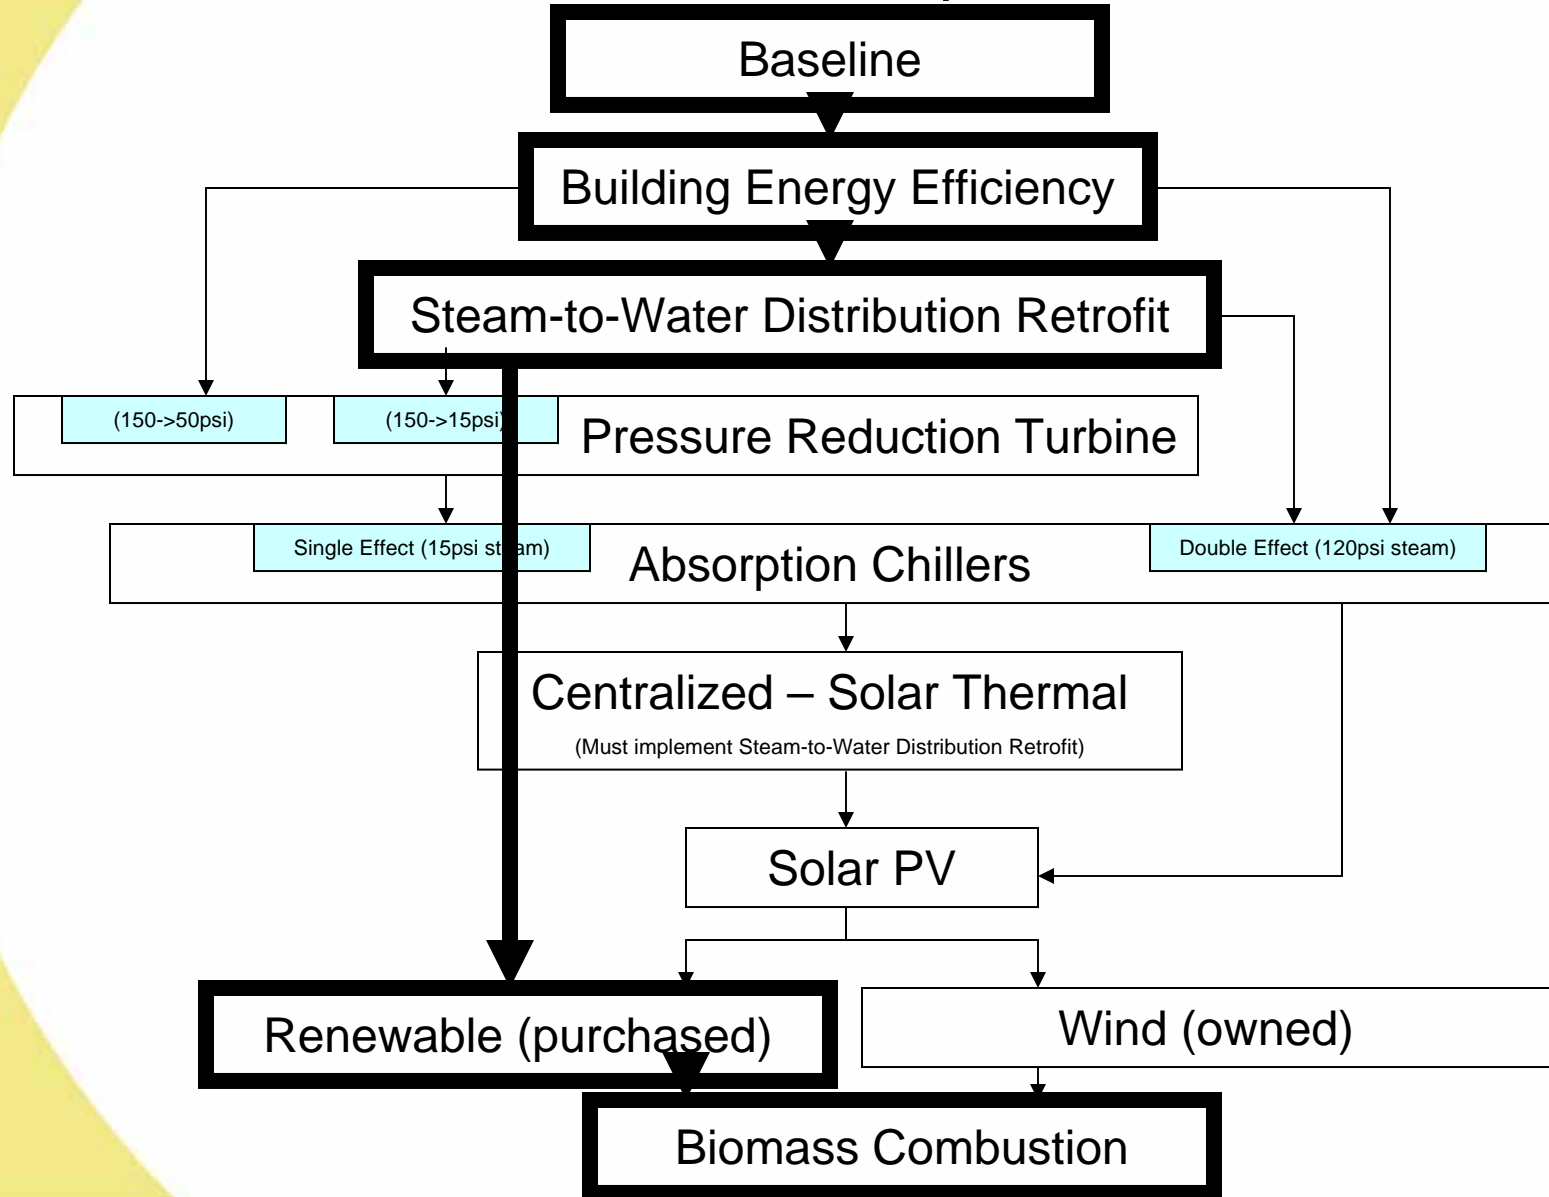 Baseline
Building Energy Efficiency
Steam-to-Water Distribution Retrofit
(150->50psi)
(150->15psi)
Pressure Reduction Turbine
Single Effect (15psi steam)
Absorption Chillers
Double Effect (120psi steam)
Centralized – Solar Thermal
(Must implement Steam-to-Water Distribution Retrofit)
Solar PV
Renewable (purchased)
Wind (owned)
Biomass Combustion